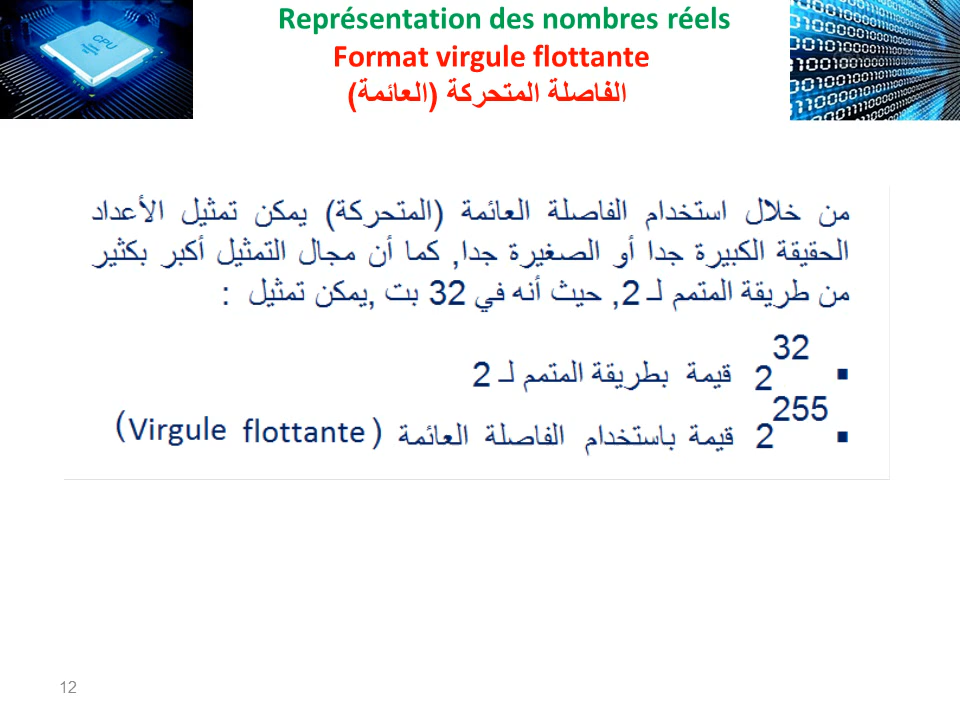 Représentation des nombres réels
Format virgule flottante
الفاصلة المتحركة (العائمة)
من خلال استخدام الفاصلة العائمة (المتحركة) يمكن تمثيل الأعداد
الحقيقة الكبيرة جدا أو الصغيرة جدا, كما أن مجال التمثيل أكبر بكثير
من طريقة المتمم لـ 2, حيث أنه في 32 بت ,يمكن تمثيل :
▪ 2^32 قيمة بطريقة المتمم لـ 2
▪ 2^255 قيمة باستخدام الفاصلة العائمة (Virgule flottante)
12